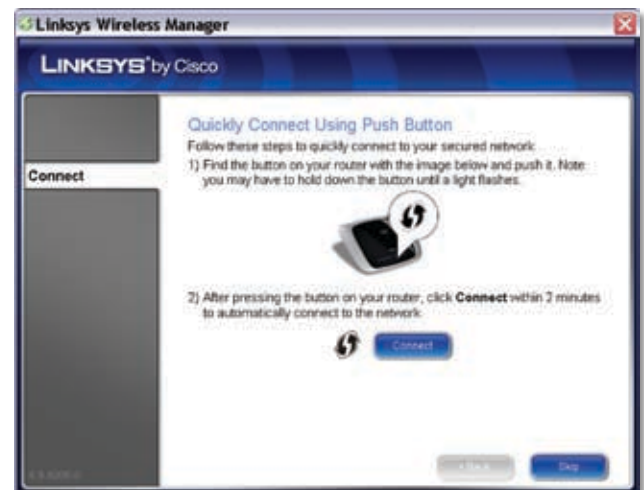 Linksys Wireless Manager
LINKSYS® by Cisco
Connect
Quickly Connect Using Push Button
Follow these steps to quickly connect to your secured network
1) Find the button on your router with the image below and push it. Note
you may have to hold down the button until a light flashes.
2) After pressing the button on your router, click Connect within 2 minutes
to automatically connect to the network
Connect
Skip